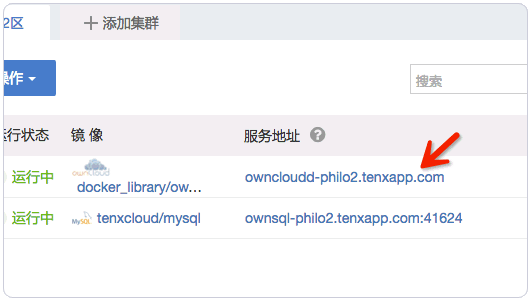 2区
添加集群
操作
搜索
运行状态 镜像 服务地址 ?
运行中 ownCloud docker_library/ow... owncloudd-philo2.tenxapp.com
运行中 MySQL tenxcloud/mysql ownsql-philo2.tenxapp.com:41624